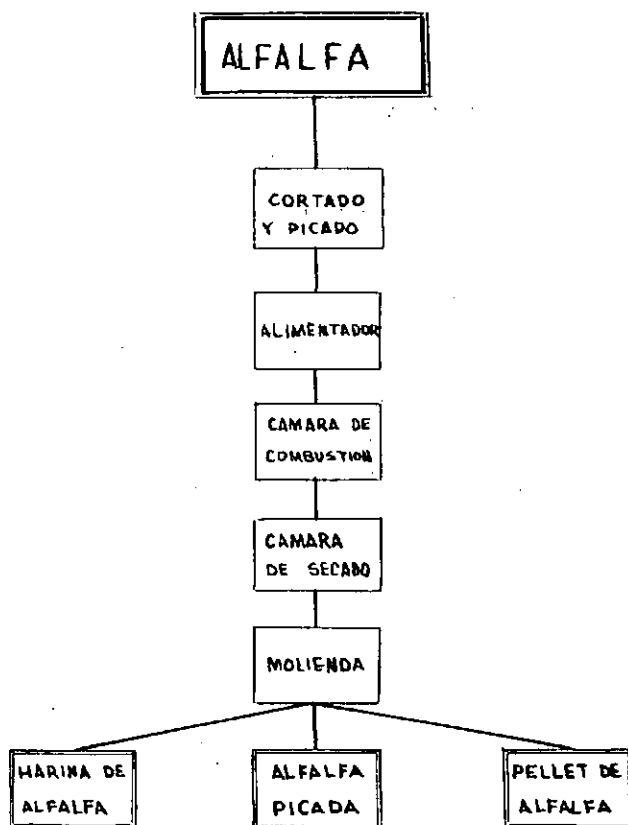 ALFALFA
CORTADO
Y PICADO
ALIMENTADOR
CAMARA DE
COMBUSTION
CAMARA
DE SECADO
MOLIENDA
HARINA DE
ALFALFA
ALFALFA
PICADA
PELLET DE
ALFALFA